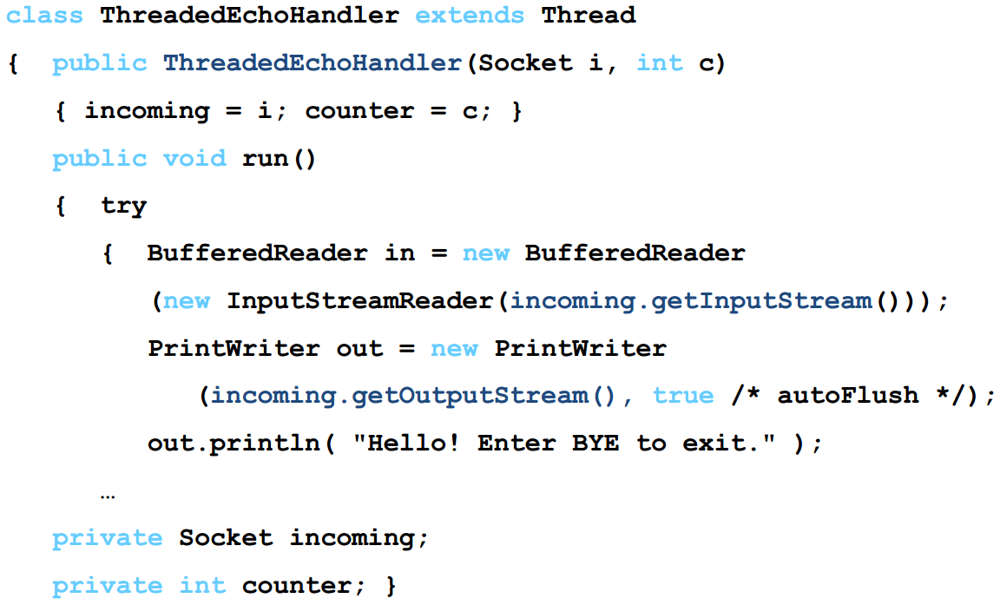 class ThreadedEchoHandler extends Thread
{ public ThreadedEchoHandler(Socket i, int c)
{ incoming = i; counter = c; }
public void run()
{ try
{ BufferedReader in = new BufferedReader
(new InputStreamReader(incoming.getInputStream()));
PrintWriter out = new PrintWriter
(incoming.getOutputStream(), true /* autoFlush */);
out.println( "Hello! Enter BYE to exit." );
…
private Socket incoming;
private int counter; }